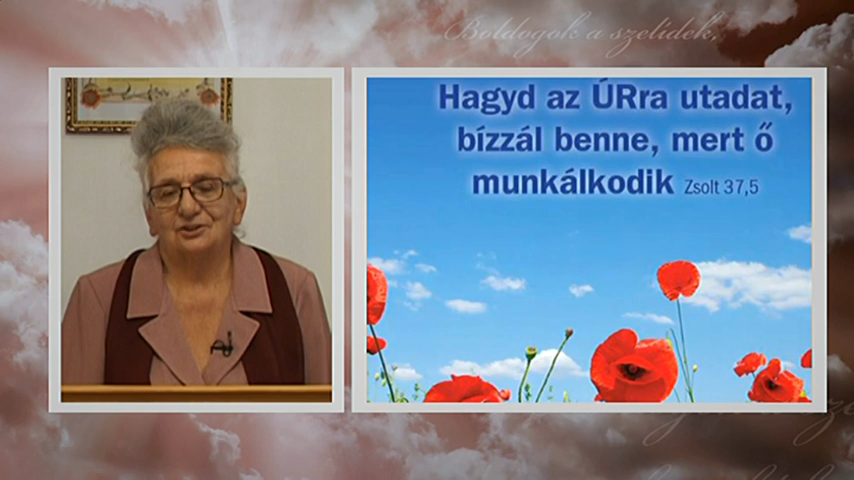 Boldogok a szelídek,
Hagyd az ÚRra utadat,
bízzál benne, mert ő
munkálkodik Zsolt 37,5